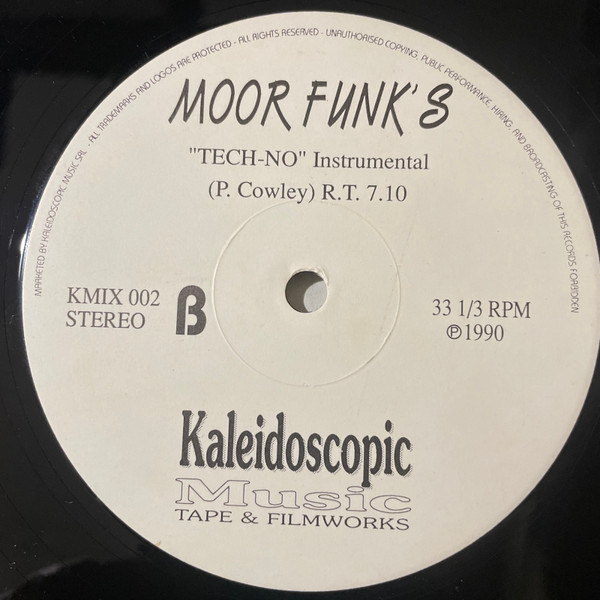 MARKETED BY KALEIDOSCOPIC MUSIC SRL - ALL TRADEMARKS AND LOGOS ARE PROTECTED - ALL RIGHTS RESERVED - UNAUTHORISED COPYING, PUBLIC PERFORMANCE, HIRING, AND BROADCASTING OF THIS RECORDS FORBIDDEN
MOOR FUNK'S
"TECH-NO" Instrumental
(P. Cowley) R.T. 7.10
KMIX 002
STEREO
B
33 1/3 RPM
℗1990
Kaleidoscopic
Music
TAPE & FILMWORKS